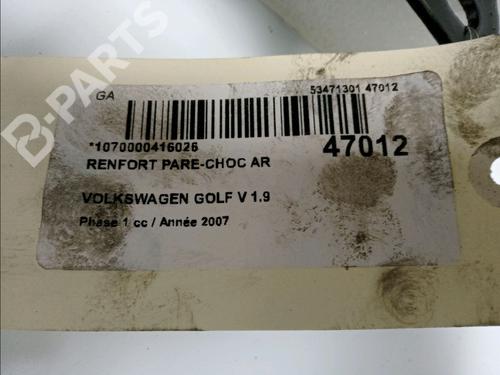 B-PARTS
GA
53471301 47012
*1070000416026
47012
RENFORT PARE-CHOC AR
VOLKSWAGEN GOLF V 1.9
Phase 1 cc / Année 2007